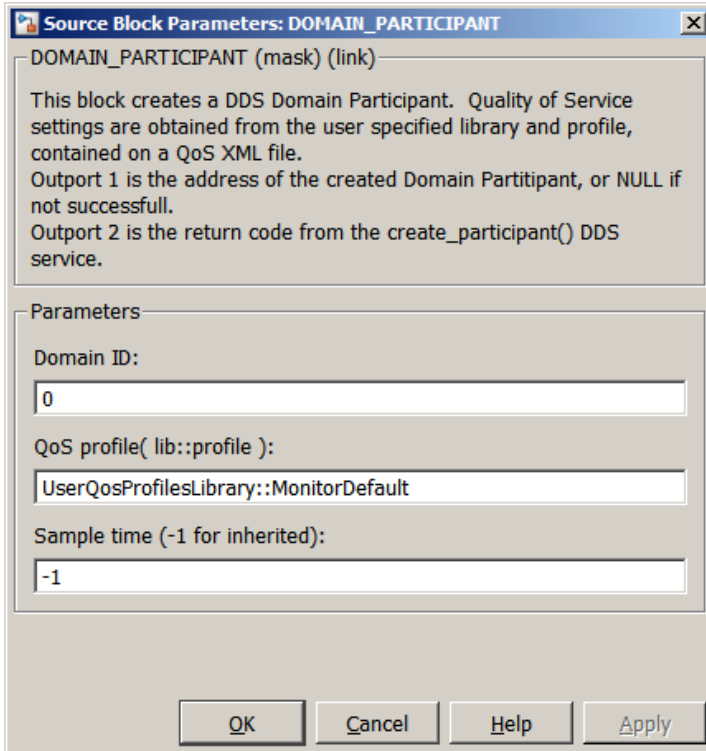 Source Block Parameters: DOMAIN_PARTICIPANT
DOMAIN_PARTICIPANT (mask) (link)
This block creates a DDS Domain Participant.  Quality of Service
settings are obtained from the user specified library and profile,
contained on a QoS XML file.
Outport 1 is the address of the created Domain Partitipant, or NULL if
not successfull.
Outport 2 is the return code from the create_participant() DDS
service.
Parameters
Domain ID:
0
QoS profile( lib::profile ):
UserQosProfilesLibrary::MonitorDefault
Sample time (-1 for inherited):
-1
OK Cancel Help Apply